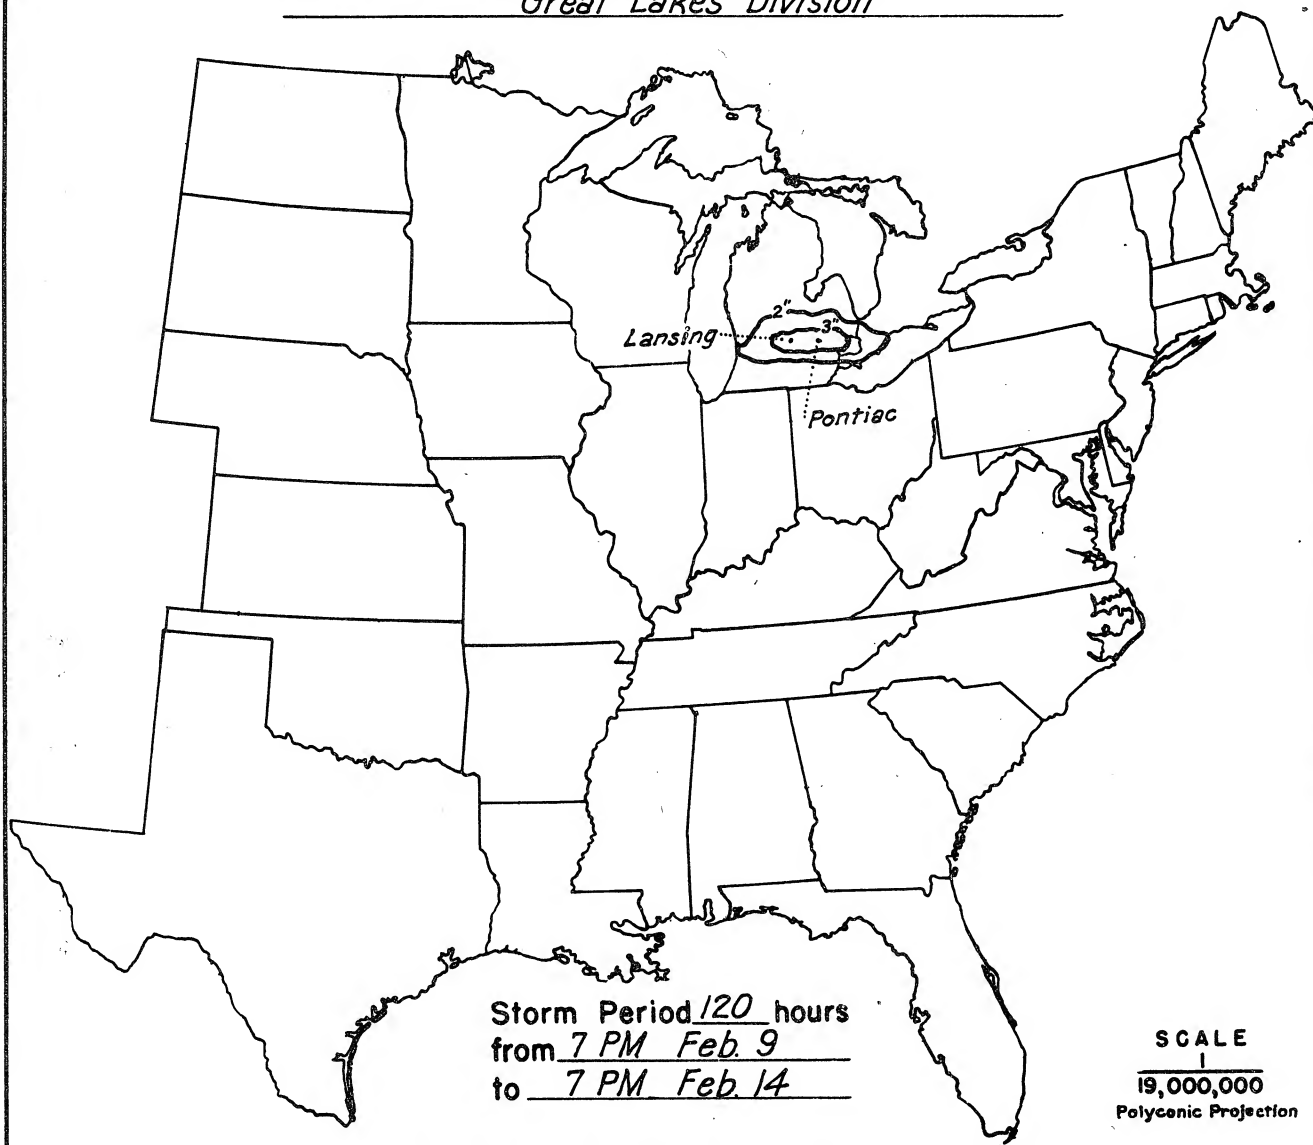 Great Lakes Division
2"
3"
Lansing
Pontiac
Storm Period 120 hours
from 7 PM Feb. 9
to 7 PM Feb. 14
SCALE
1
19,000,000
Polyconic Projection